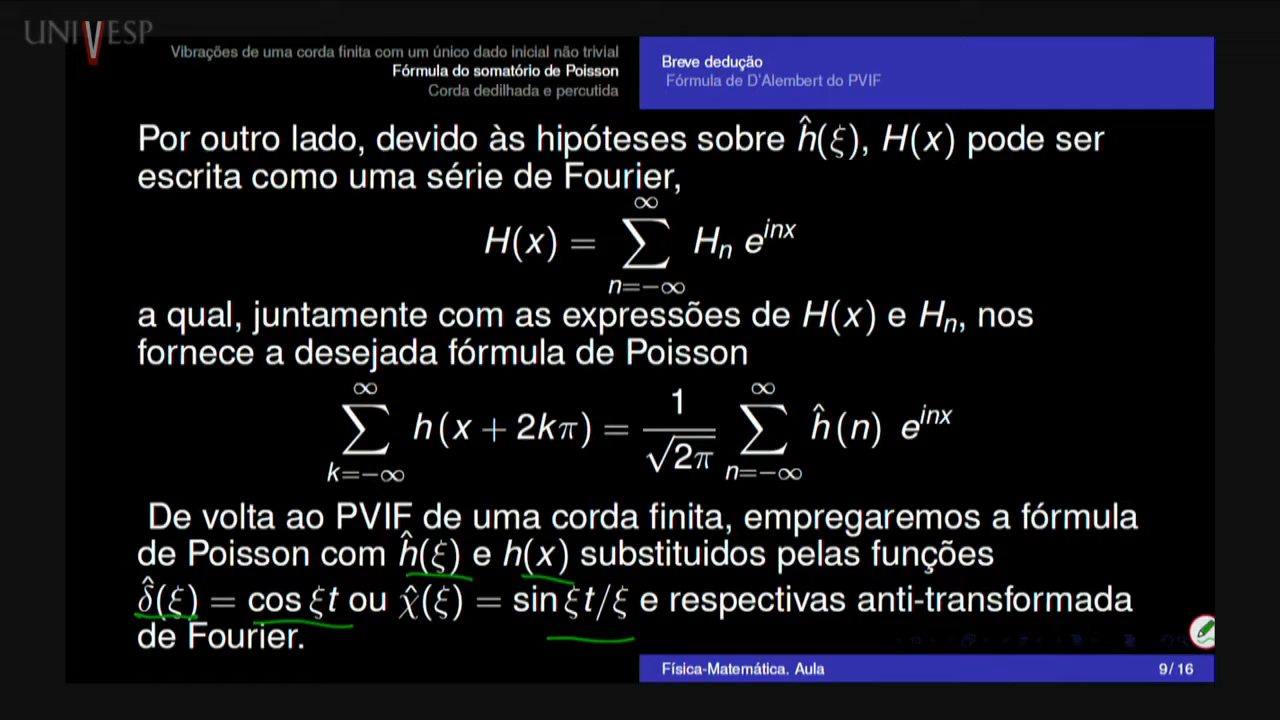 UNIVESP
Vibrações de uma corda finita com um único dado inicial não trivial
Fórmula do somatório de Poisson
Corda dedilhada e percutida
Breve dedução
Fórmula de D'Alembert do PVIF
Por outro lado, devido às hipóteses sobre ĥ(ξ), H(x) pode ser
escrita como uma série de Fourier,
H(x) = ∑_{n=−∞}^{∞} H_n e^{inx}
a qual, juntamente com as expressões de H(x) e H_n, nos
fornece a desejada fórmula de Poisson
∑_{k=−∞}^{∞} h(x + 2kπ) = 1/√2π ∑_{n=−∞}^{∞} ĥ(n) e^{inx}
De volta ao PVIF de uma corda finita, empregaremos a fórmula
de Poisson com ĥ(ξ) e h(x) substituidos pelas funções
δ̂(ξ) = cos ξt ou χ̂(ξ) = sin ξt/ξ e respectivas anti-transformada
de Fourier.
Física-Matemática. Aula
9/16